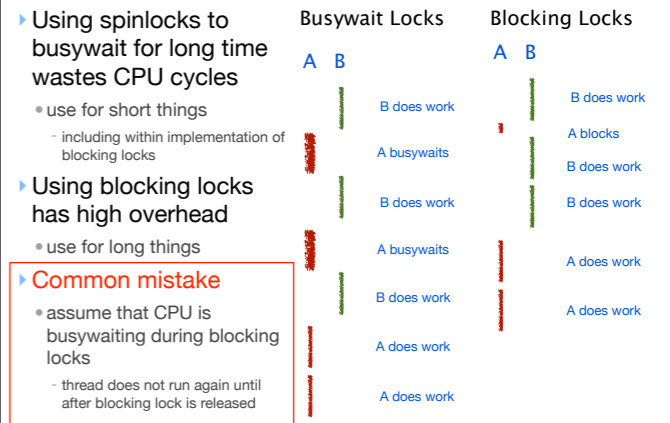 Using spinlocks to
busywait for long time
wastes CPU cycles
use for short things
- including within implementation of
blocking locks
Using blocking locks
has high overhead
use for long things
Common mistake
assume that CPU is
busywaiting during blocking
locks
- thread does not run again until
after blocking lock is released
Busywait Locks
A B
B does work
A busywaits
B does work
A busywaits
B does work
A does work
A does work
Blocking Locks
A B
B does work
A blocks
B does work
B does work
A does work
A does work